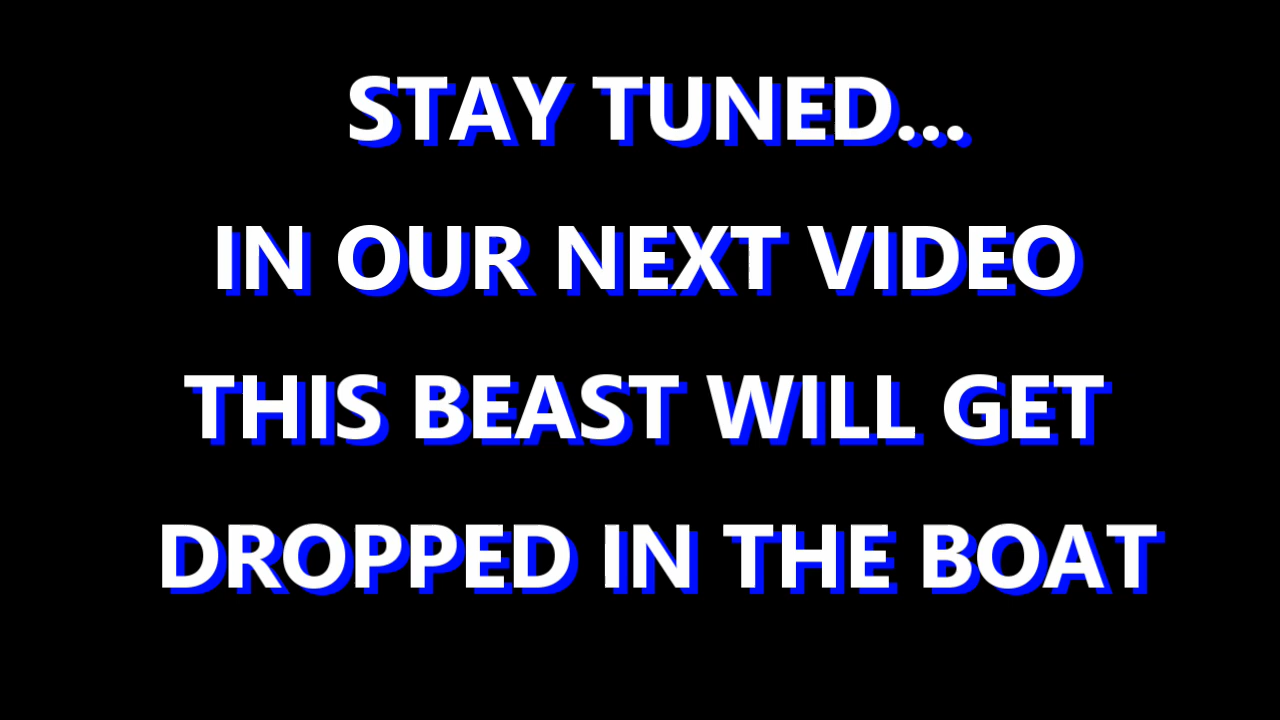 STAY TUNED...
IN OUR NEXT VIDEO
THIS BEAST WILL GET
DROPPED IN THE BOAT